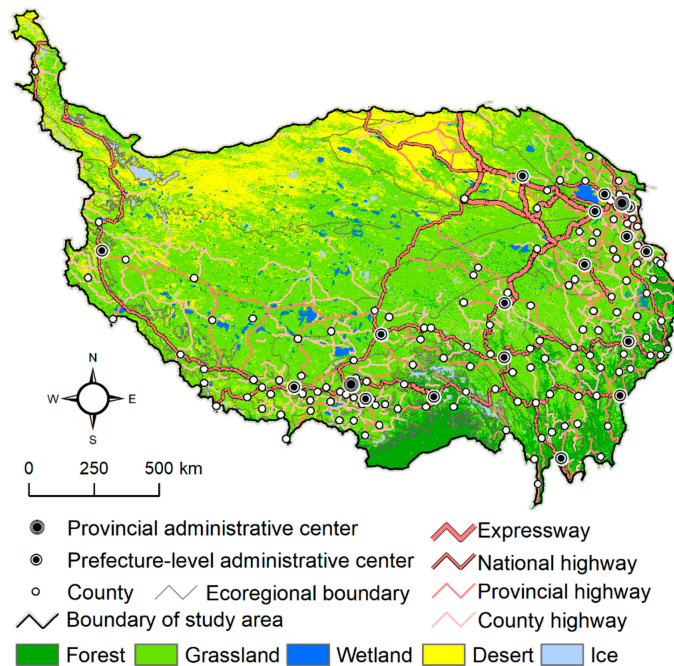 N
W E
S
0 250 500 km
Provincial administrative center
Expressway
Prefecture-level administrative center
National highway
County
Ecoregional boundary
Provincial highway
Boundary of study area
County highway
Forest
Grassland
Wetland
Desert
Ice